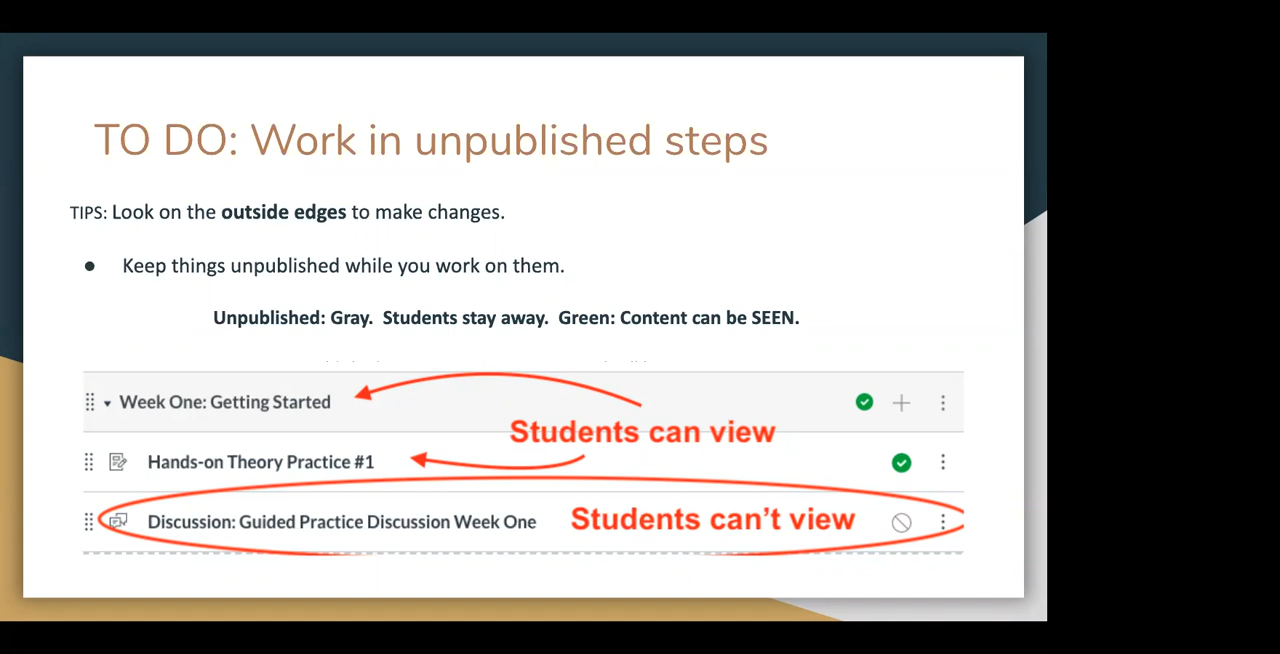 TO DO: Work in unpublished steps
TIPS: Look on the outside edges to make changes.
● Keep things unpublished while you work on them.
Unpublished: Gray. Students stay away. Green: Content can be SEEN.
Week One: Getting Started
Students can view
Hands-on Theory Practice #1
Discussion: Guided Practice Discussion Week One Students can't view